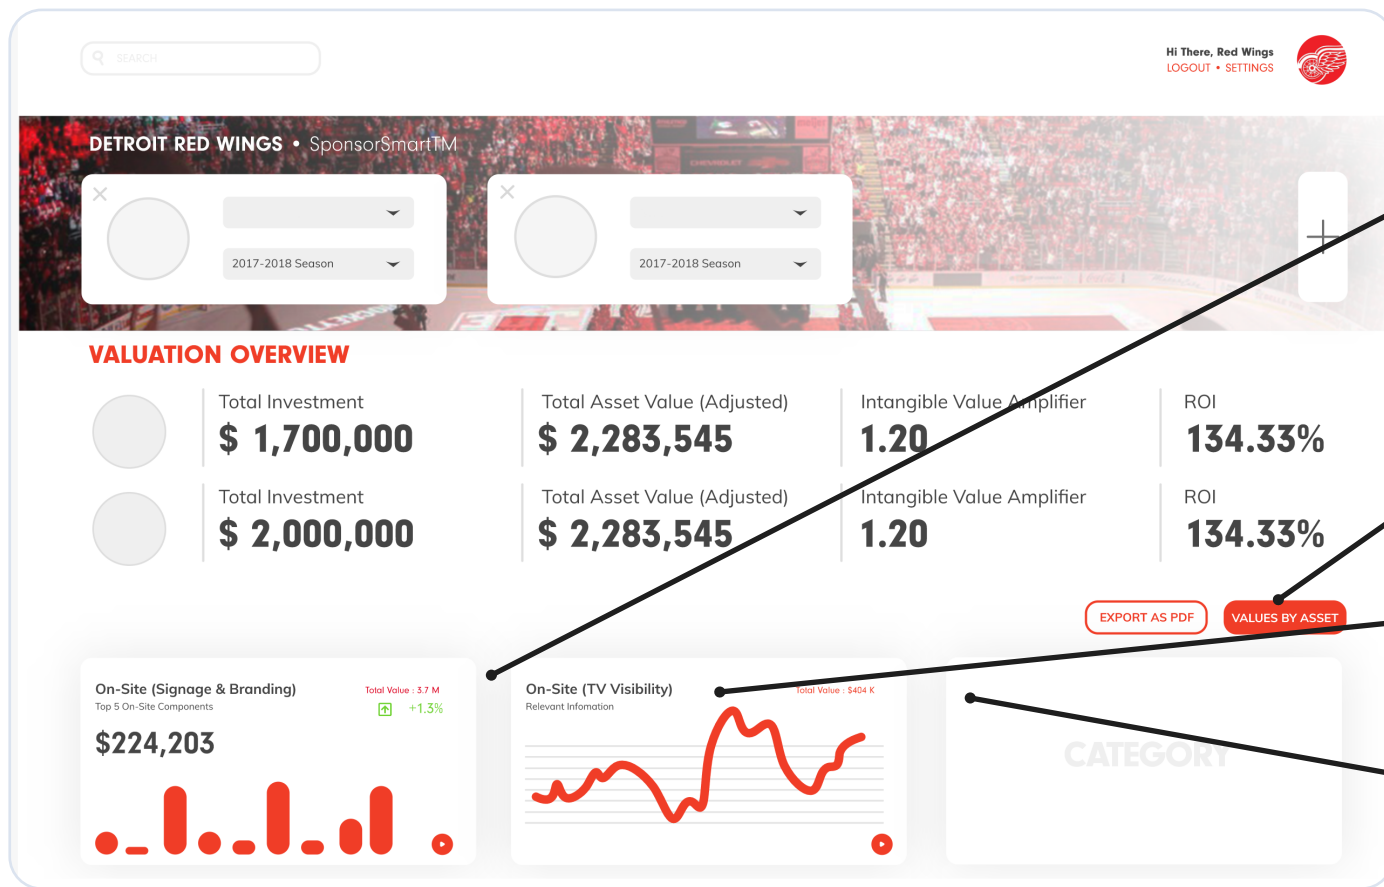 SEARCH
Hi There, Red Wings
LOGOUT • SETTINGS
DETROIT RED WINGS • SponsorSmartTM
CHEVROLET
2017-2018 Season
2017-2018 Season
VALUATION OVERVIEW
Total Investment
$ 1,700,000
Total Asset Value (Adjusted)
$ 2,283,545
Intangible Value Amplifier
1.20
ROI
134.33%
Total Investment
$ 2,000,000
Total Asset Value (Adjusted)
$ 2,283,545
Intangible Value Amplifier
1.20
ROI
134.33%
EXPORT AS PDF
VALUES BY ASSET
On-Site (Signage & Branding)
Total Value : 3.7 M
Top 5 On-Site Components
+1.3%
$224,203
On-Site (TV Visibility)
Total Value : $404 K
Relevant Infomation
CATEGORY